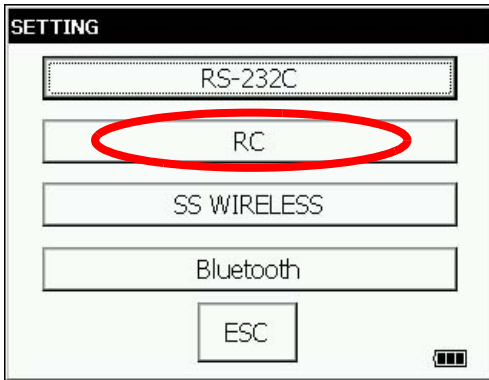 SETTING
RS-232C
RC
SS WIRELESS
Bluetooth
ESC